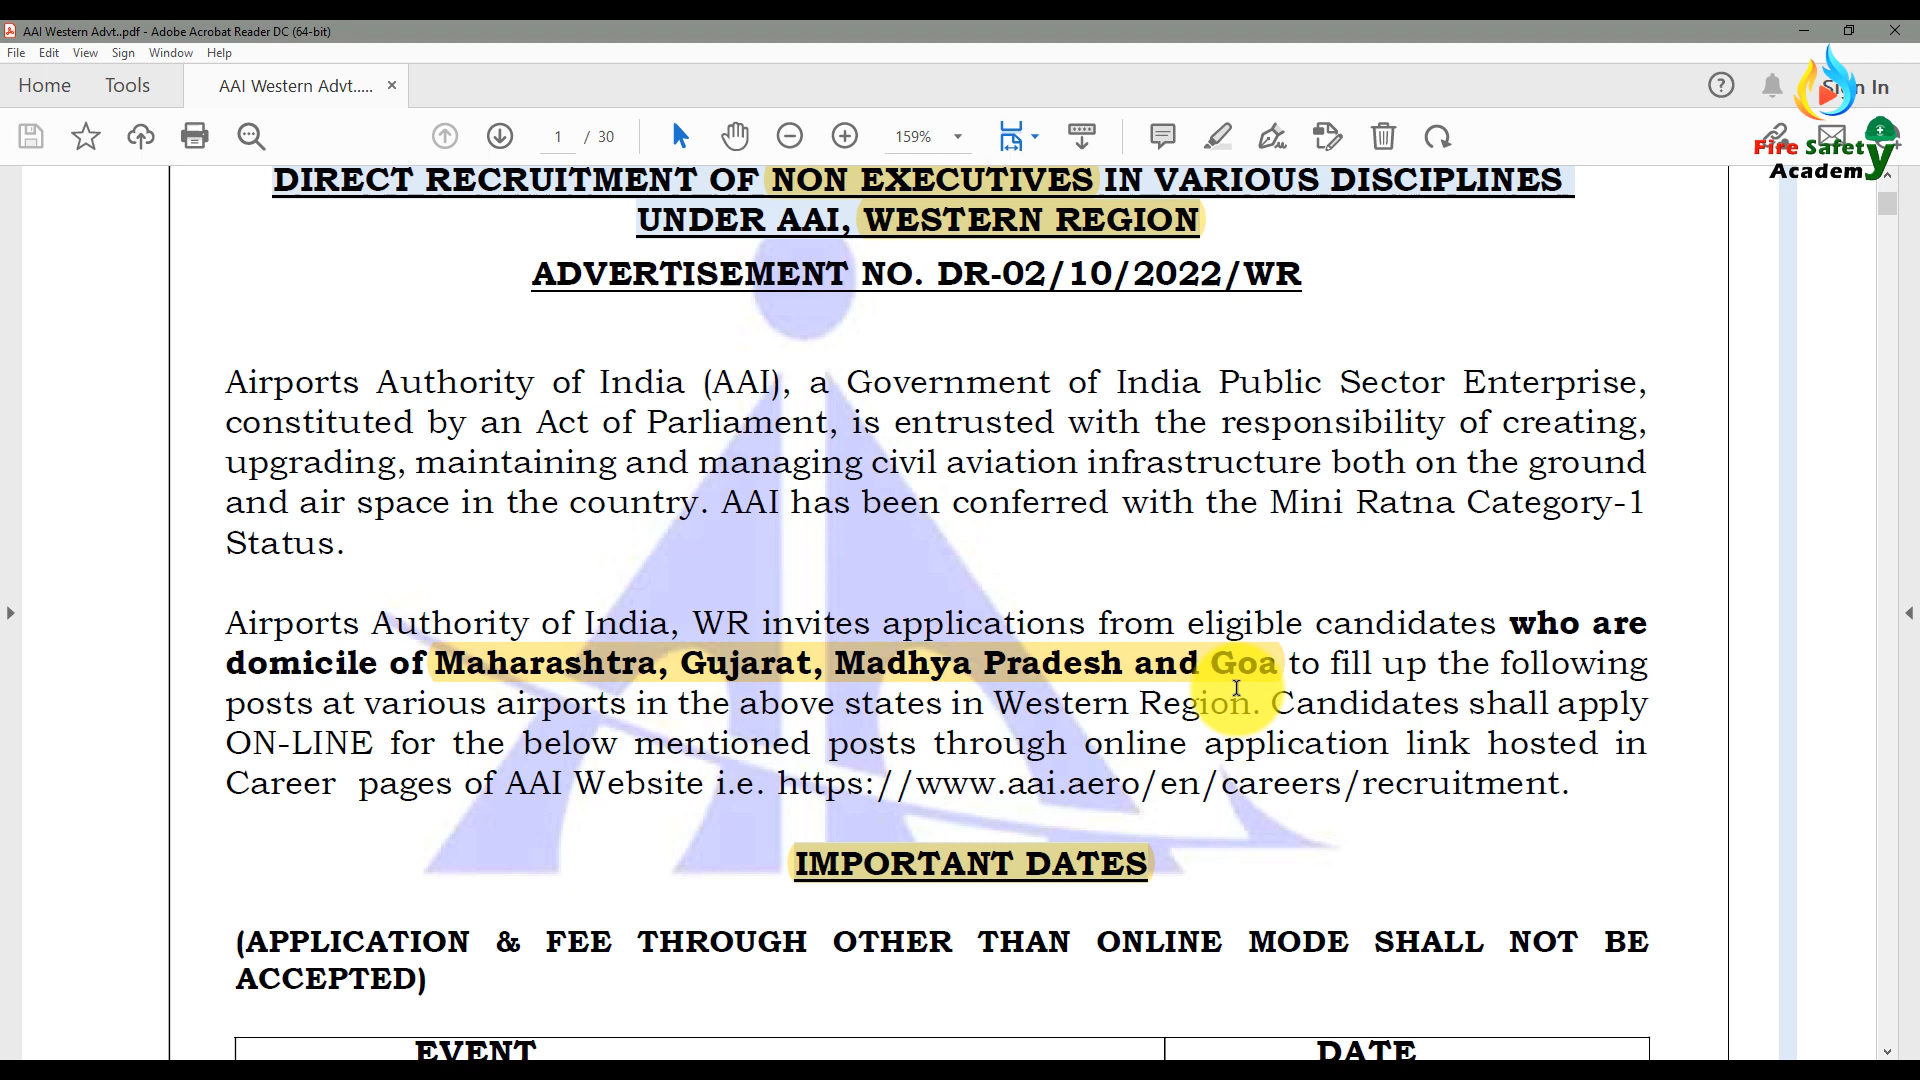 AAI Western Advt..pdf - Adobe Acrobat Reader DC (64-bit)
File Edit View Sign Window Help
Home Tools AAI Western Advt..... × Sign In
1 / 30 159%
Fire Safety
Academy
DIRECT RECRUITMENT OF NON EXECUTIVES IN VARIOUS DISCIPLINES
UNDER AAI, WESTERN REGION
ADVERTISEMENT NO. DR-02/10/2022/WR
Airports Authority of India (AAI), a Government of India Public Sector Enterprise,
constituted by an Act of Parliament, is entrusted with the responsibility of creating,
upgrading, maintaining and managing civil aviation infrastructure both on the ground
and air space in the country. AAI has been conferred with the Mini Ratna Category-1
Status.
Airports Authority of India, WR invites applications from eligible candidates who are
domicile of Maharashtra, Gujarat, Madhya Pradesh and Goa to fill up the following
posts at various airports in the above states in Western Region. Candidates shall apply
ON-LINE for the below mentioned posts through online application link hosted in
Career pages of AAI Website i.e. https://www.aai.aero/en/careers/recruitment.
IMPORTANT DATES
(APPLICATION & FEE THROUGH OTHER THAN ONLINE MODE SHALL NOT BE
ACCEPTED)
EVENT DATE